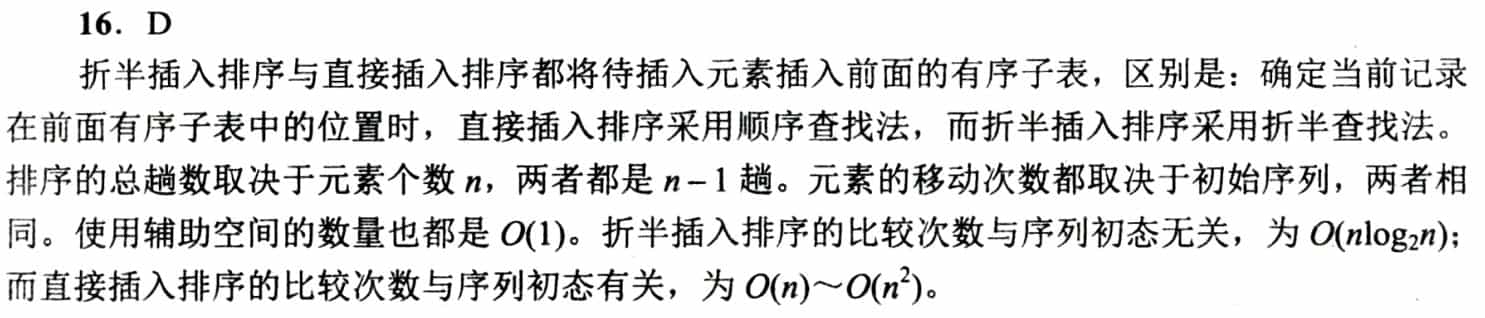 16. D
折半插入排序与直接插入排序都将待插入元素插入前面的有序子表，区别是：确定当前记录
在前面有序子表中的位置时，直接插入排序采用顺序查找法，而折半插入排序采用折半查找法。
排序的总趟数取决于元素个数 n，两者都是 n – 1 趟。元素的移动次数都取决于初始序列，两者相
同。使用辅助空间的数量也都是 O(1)。折半插入排序的比较次数与序列初态无关，为 O(nlog₂n)；
而直接插入排序的比较次数与序列初态有关，为 O(n)～O(n²)。